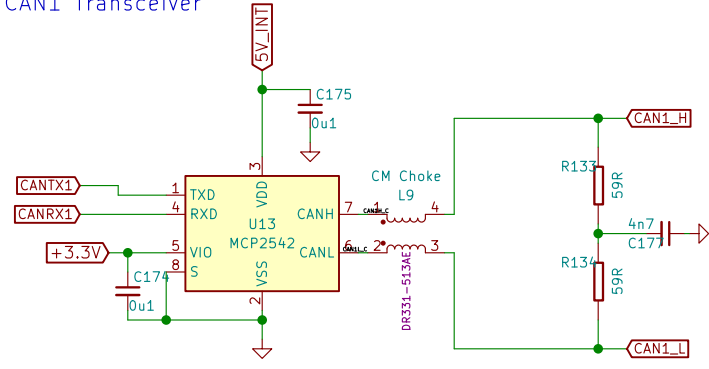 CAN1 Transceiver
5V_INT
C175
0u1
3
VDD
CANTX1
1
TXD
CANRX1
4
RXD
U13
MCP2542
CANH
7
CAN1H_C
1
CM Choke
L9
4
+3.3V
5
VIO
8
S
CANL
6
CAN1L_C
2
3
DR331-513AE
VSS
2
C174
0u1
CAN1_H
R133
59R
4n7
C177
R134
59R
CAN1_L